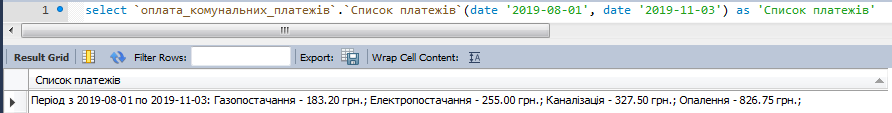 1 select `оплата_комунальних_платежів`.`Список платежів`(date '2019-08-01', date '2019-11-03') as 'Список платежів'
Result Grid Filter Rows: Export: Wrap Cell Content: IA
Список платежів
Період з 2019-08-01 по 2019-11-03: Газопостачання - 183.20 грн.; Електропостачання - 255.00 грн.; Каналізація - 327.50 грн.; Опалення - 826.75 грн.;